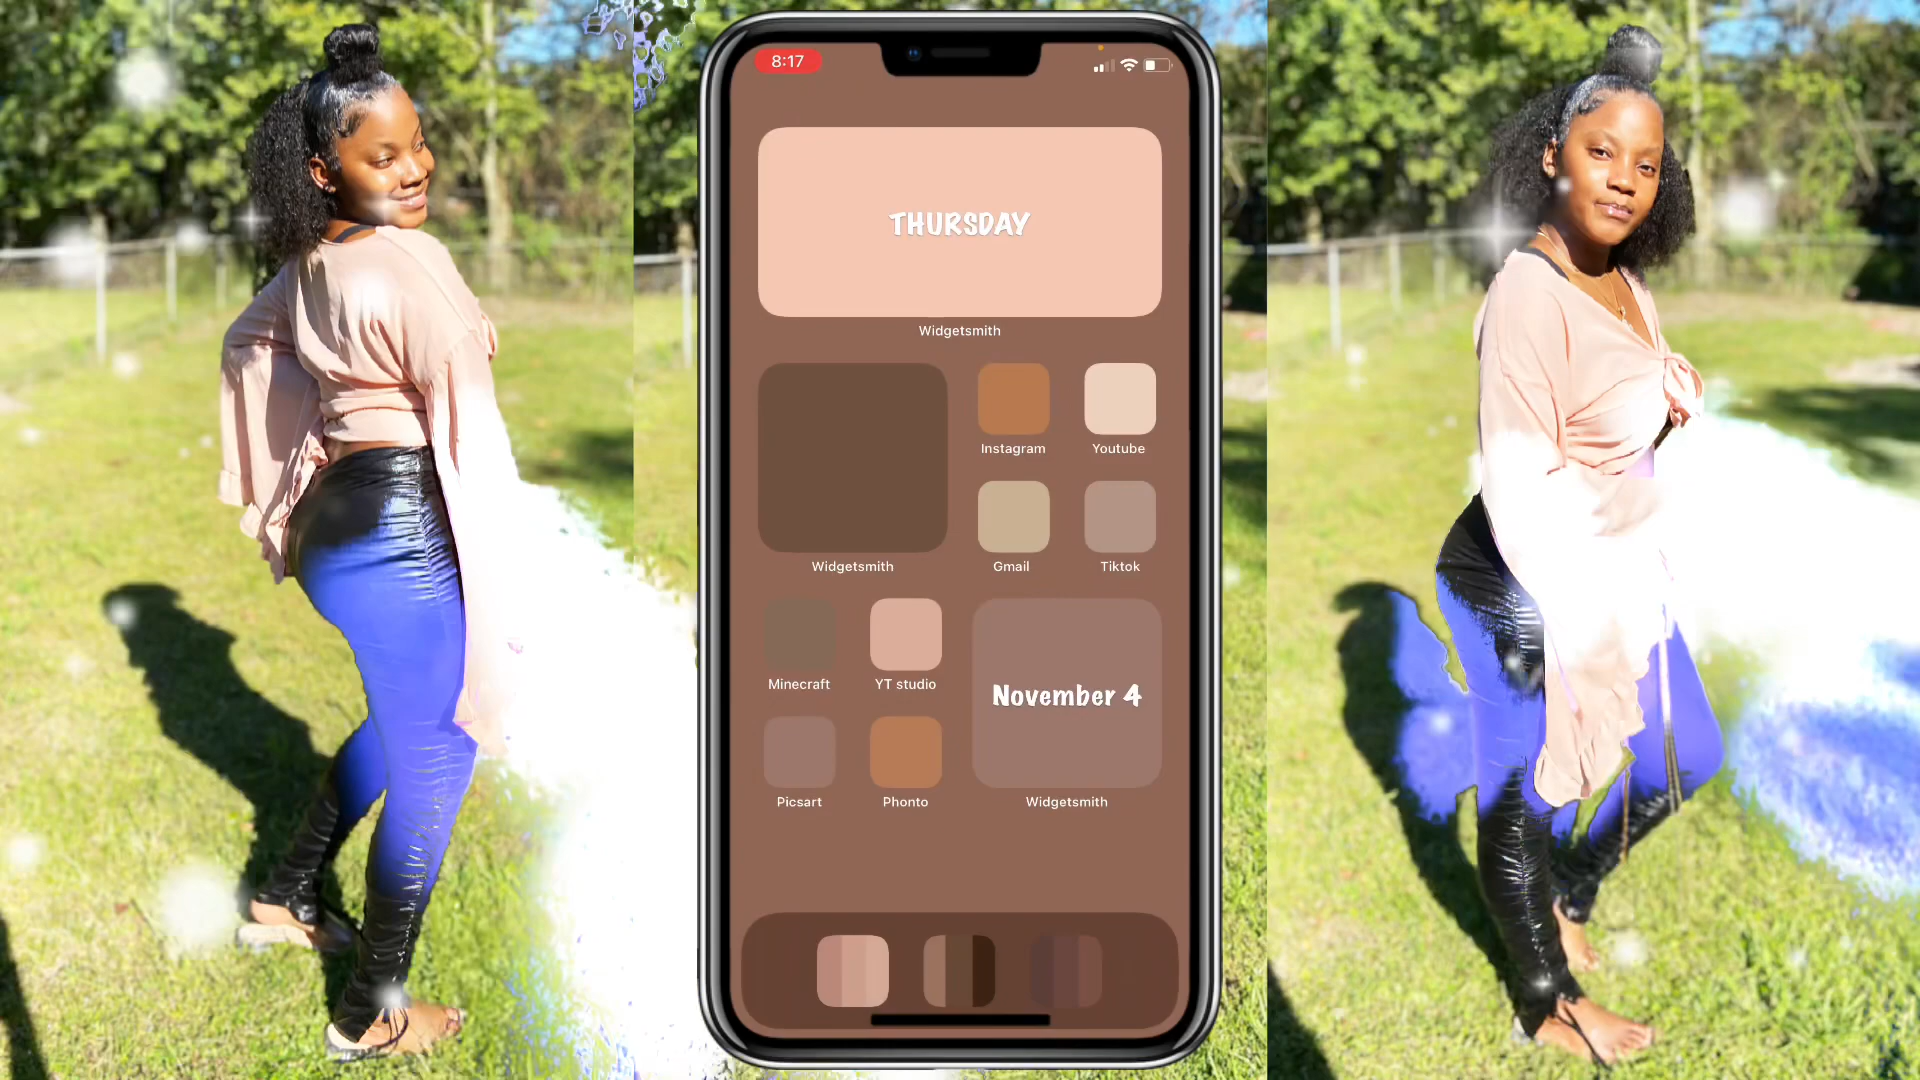 8:17
THURSDAY
Widgetsmith
Instagram
Youtube
Gmail
Tiktok
Widgetsmith
Minecraft
YT studio
November 4
Picsart
Phonto
Widgetsmith